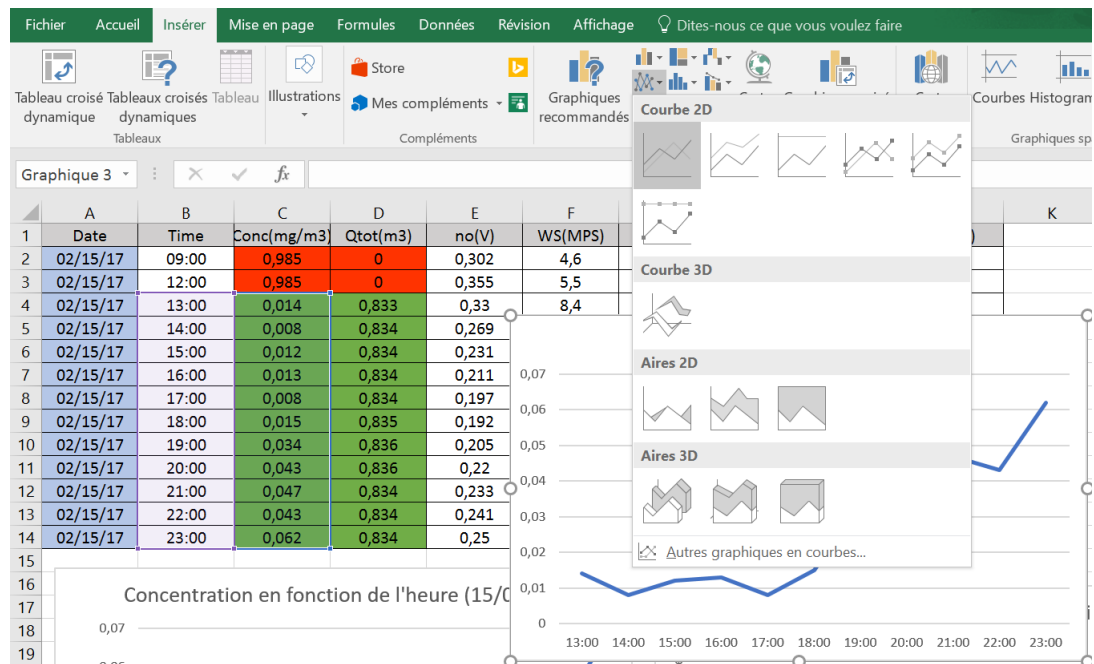 Fichier Accueil Insérer Mise en page Formules Données Révision Affichage Dites-nous ce que vous voulez faire
Tableau croisé dynamique
Tableaux croisés dynamiques
Tableau
Illustrations
Store
Mes compléments
Graphiques recommandés
Courbes Histogram
Tableaux Compléments Graphiques sp
Graphique 3 fx
Courbe 2D
Courbe 3D
Aires 2D
Aires 3D
Autres graphiques en courbes...
A B C D E F K
1 Date Time Conc(mg/m3) Qtot(m3) no(V) WS(MPS) )
2 02/15/17 09:00 0,985 0 0,302 4,6
3 02/15/17 12:00 0,985 0 0,355 5,5
4 02/15/17 13:00 0,014 0,833 0,33 8,4
5 02/15/17 14:00 0,008 0,834 0,269
6 02/15/17 15:00 0,012 0,834 0,231
7 02/15/17 16:00 0,013 0,834 0,211
8 02/15/17 17:00 0,008 0,834 0,197
9 02/15/17 18:00 0,015 0,835 0,192
10 02/15/17 19:00 0,034 0,836 0,205
11 02/15/17 20:00 0,043 0,836 0,22
12 02/15/17 21:00 0,047 0,834 0,233
13 02/15/17 22:00 0,043 0,834 0,241
14 02/15/17 23:00 0,062 0,834 0,25
15
16
17
18
19
Concentration en fonction de l'heure (15/0
0,07
0,07
0,06
0,05
0,04
0,03
0,02
0,01
0
13:00 14:00 15:00 16:00 17:00 18:00 19:00 20:00 21:00 22:00 23:00